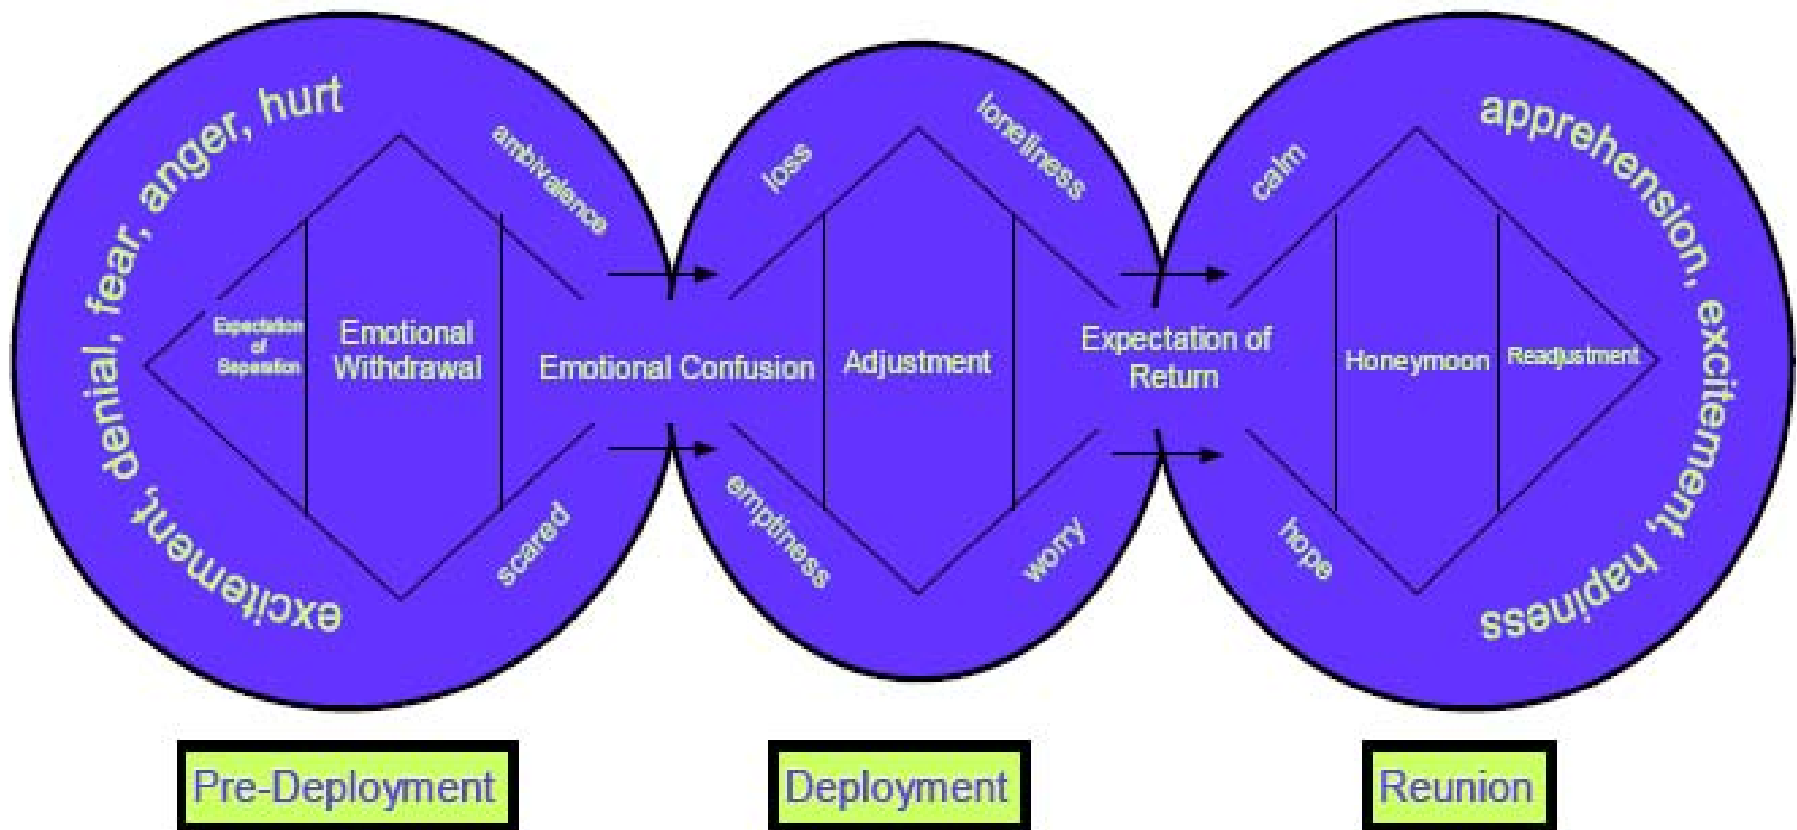 excitement, denial, fear, anger, hurt
ambivalence
Expectation
of
Separation
Emotional
Withdrawal
scared
Emotional Confusion
loss
loneliness
Adjustment
emptiness
worry
Expectation of
Return
calm
hope
Honeymoon
Readjustment
apprehension, excitement, happiness
Pre-Deployment
Deployment
Reunion